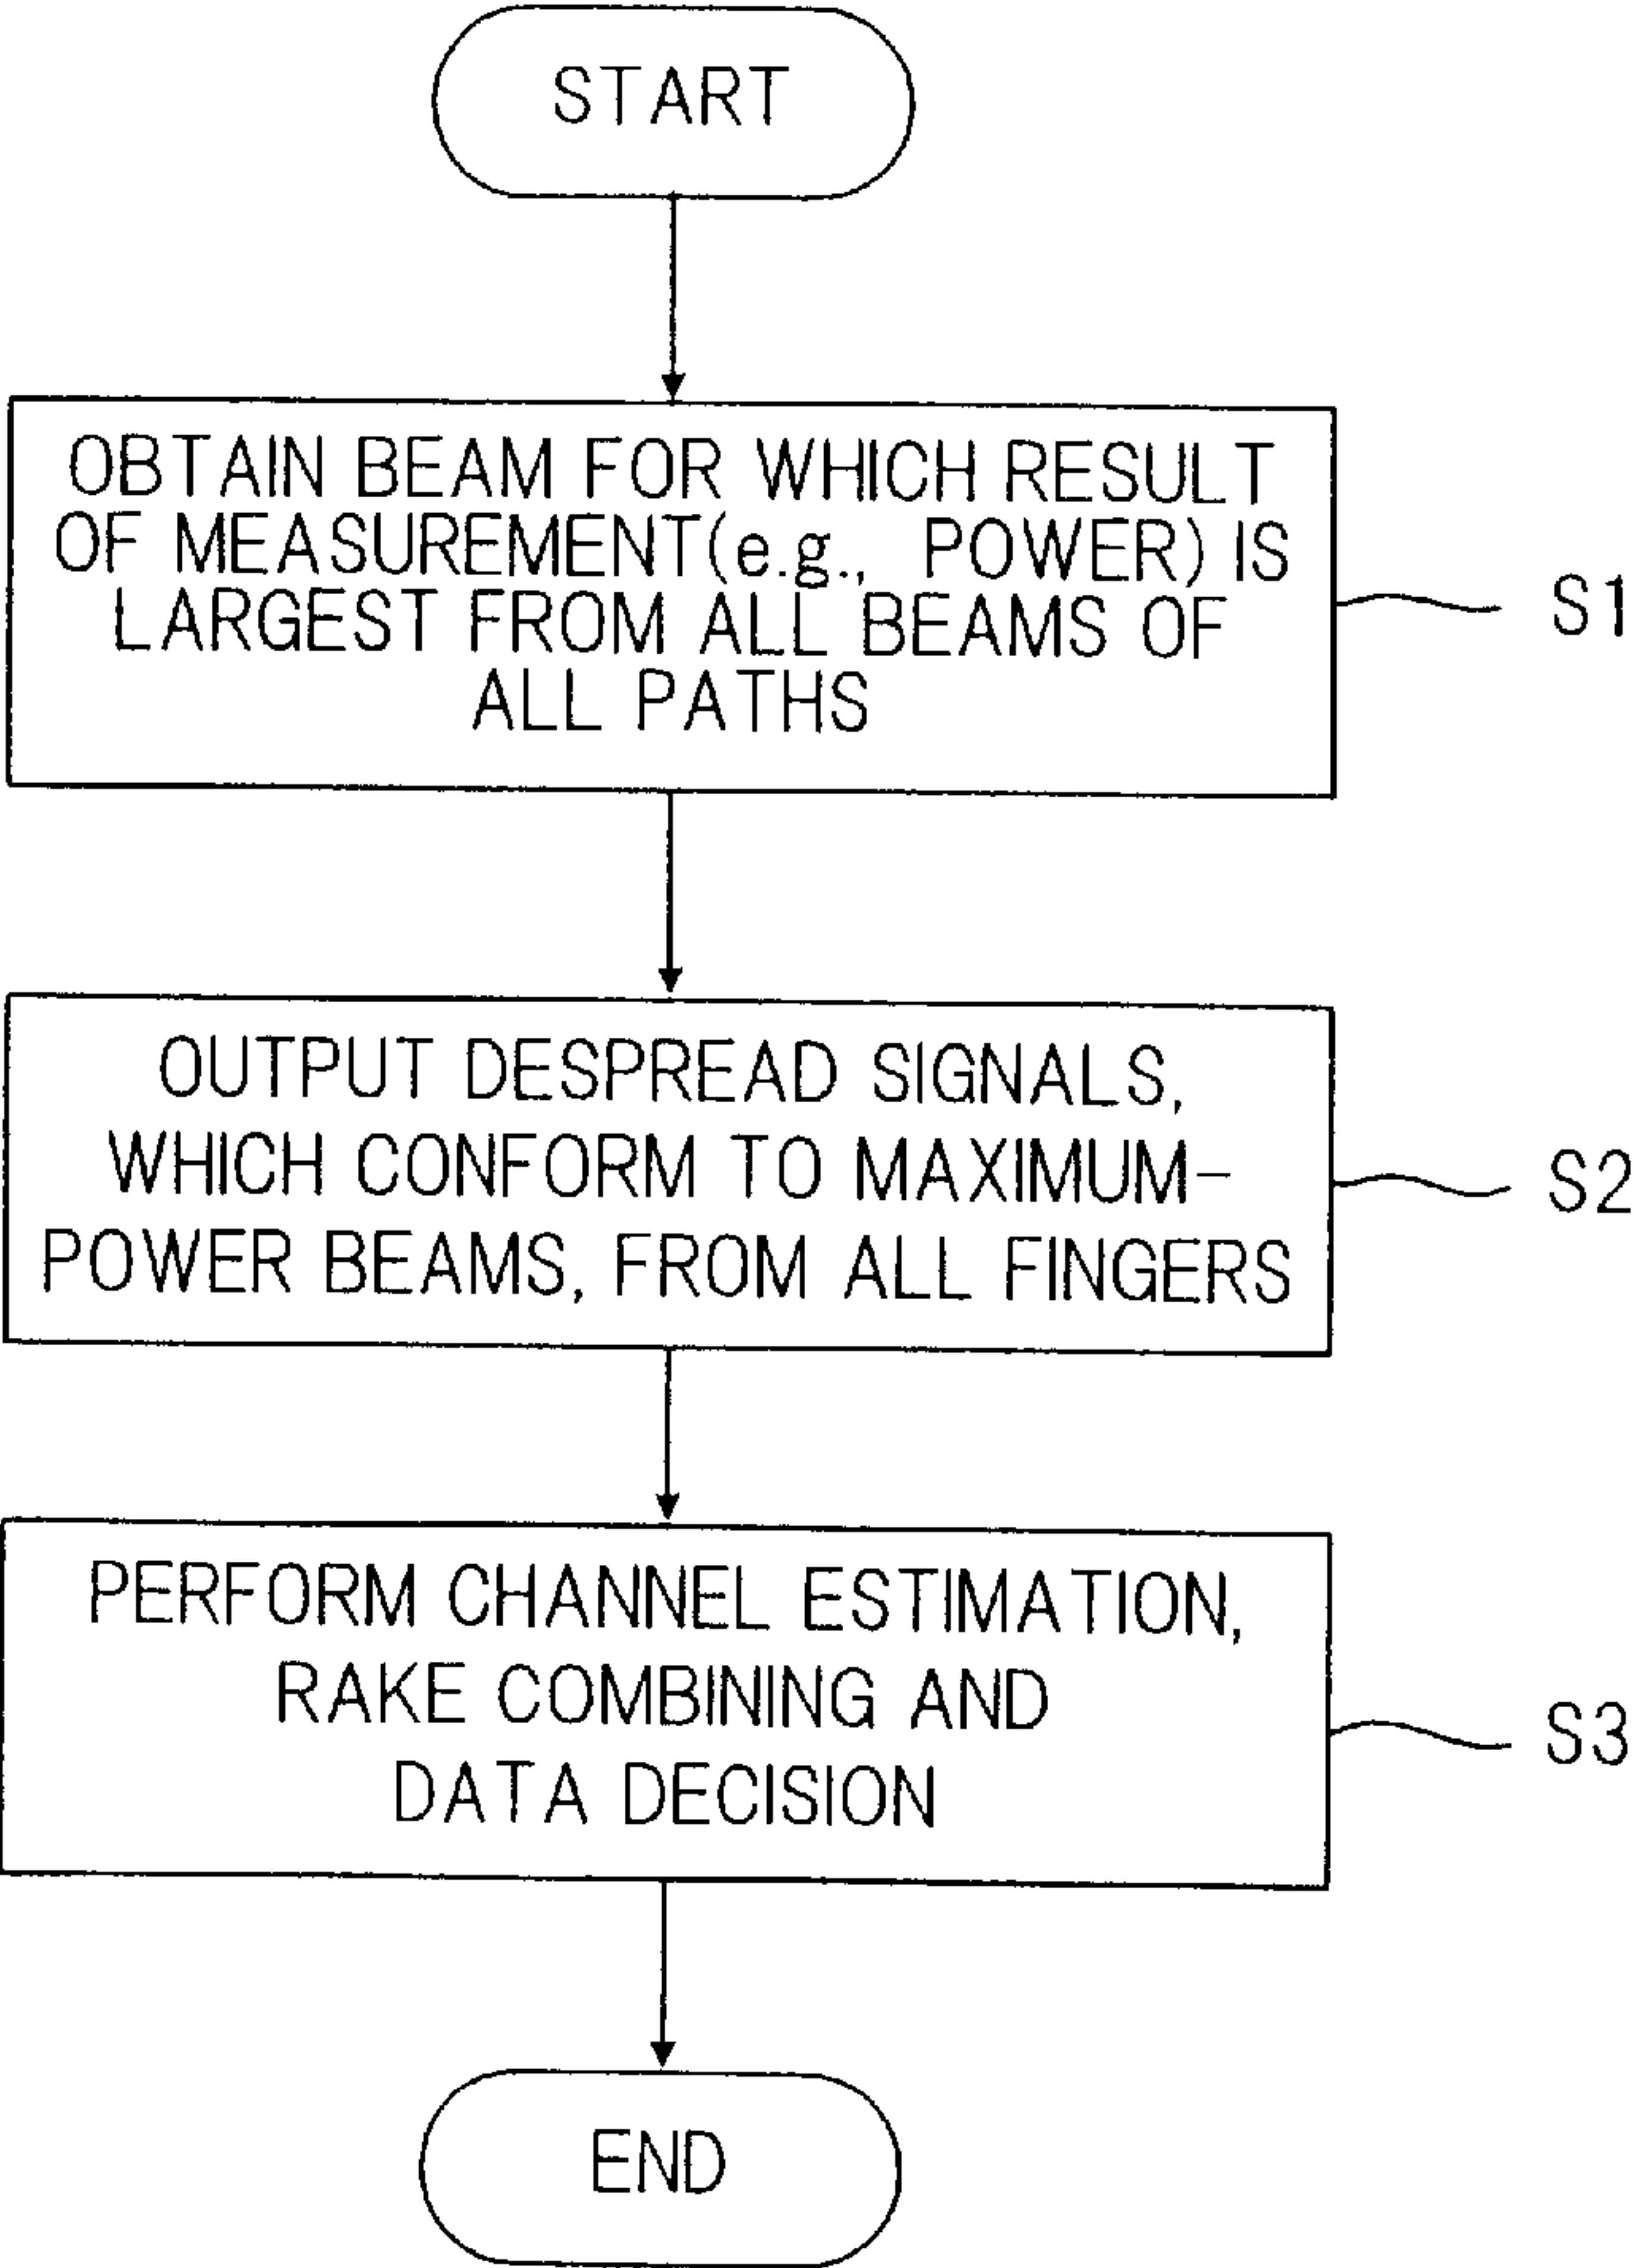 START
OBTAIN BEAM FOR WHICH RESULT
OF MEASUREMENT(e.g., POWER) IS
LARGEST FROM ALL BEAMS OF
ALL PATHS
S1
OUTPUT DESPREAD SIGNALS,
WHICH CONFORM TO MAXIMUM-
POWER BEAMS, FROM ALL FINGERS
S2
PERFORM CHANNEL ESTIMATION,
RAKE COMBINING AND
DATA DECISION
S3
END